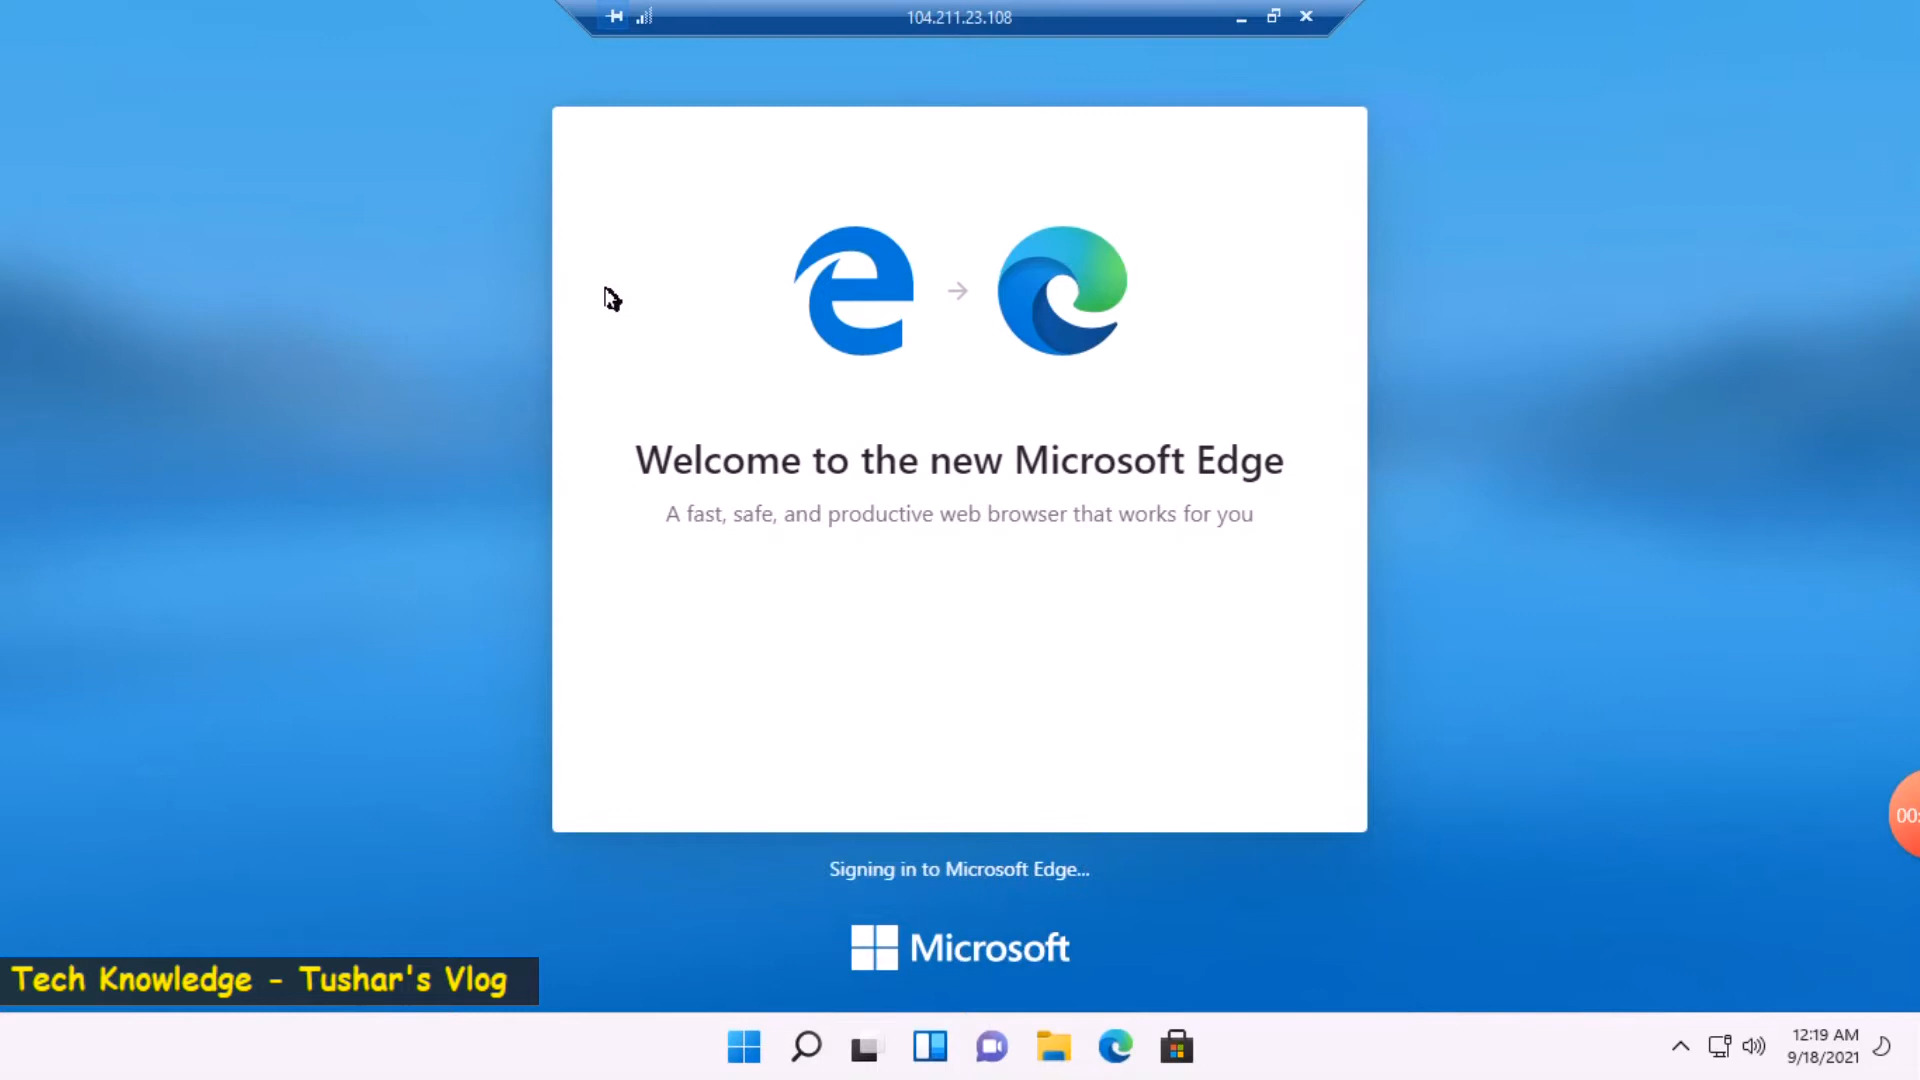 104.211.23.108
Welcome to the new Microsoft Edge
A fast, safe, and productive web browser that works for you
Signing in to Microsoft Edge...
Microsoft
Tech Knowledge - Tushar's Vlog
00:
12:19 AM
9/18/2021